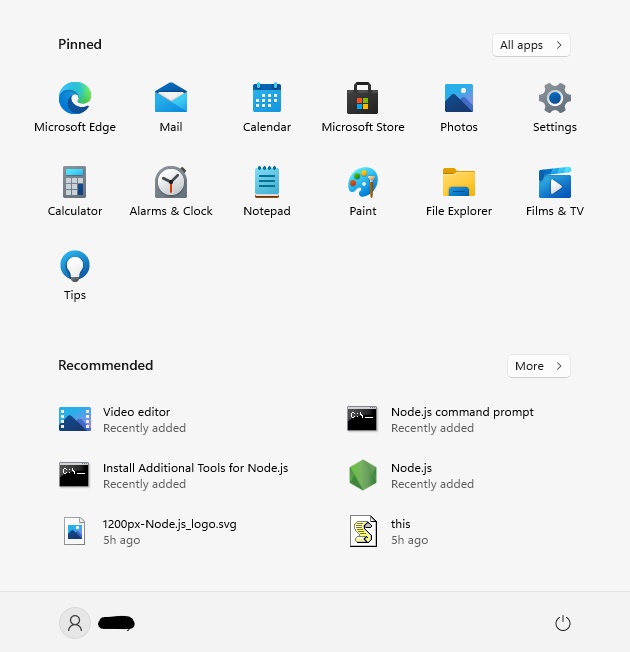 Pinned
All apps
Microsoft Edge
Mail
Calendar
Microsoft Store
Photos
Settings
Calculator
Alarms & Clock
Notepad
Paint
File Explorer
Films & TV
Tips
Recommended
More
Video editor
Recently added
Node.js command prompt
Recently added
C:\
C:\
Install Additional Tools for Node.js
Recently added
Node.js
Recently added
1200px-Node.js_logo.svg
5h ago
this
5h ago